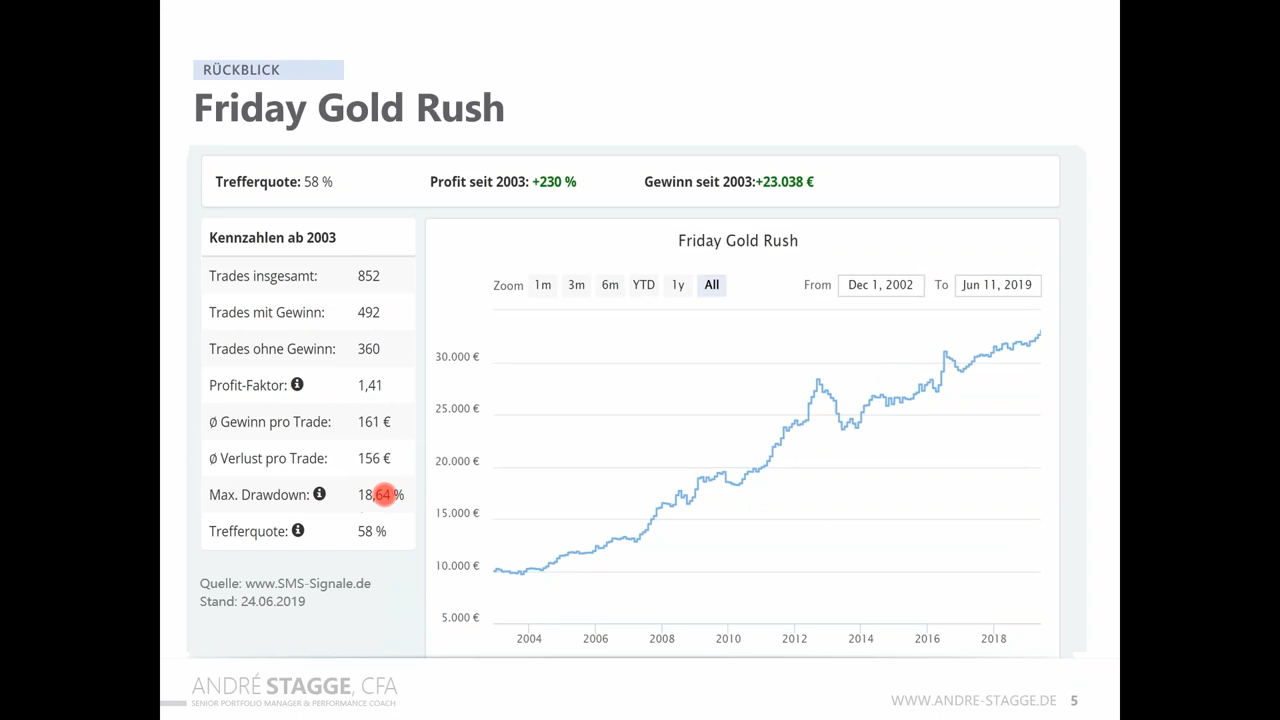 RÜCKBLICK
Friday Gold Rush
Trefferquote: 58 % Profit seit 2003: +230 % Gewinn seit 2003:+23.038 €
Kennzahlen ab 2003
Trades insgesamt: 852
Trades mit Gewinn: 492
Trades ohne Gewinn: 360
Profit-Faktor: 1,41
Ø Gewinn pro Trade: 161 €
Ø Verlust pro Trade: 156 €
Max. Drawdown: 18,64 %
Trefferquote: 58 %
Quelle: www.SMS-Signale.de
Stand: 24.06.2019
Friday Gold Rush
Zoom 1m 3m 6m YTD 1y All From Dec 1, 2002 To Jun 11, 2019
30.000 €
25.000 €
20.000 €
15.000 €
10.000 €
5.000 €
2004 2006 2008 2010 2012 2014 2016 2018
ANDRÉ STAGGE, CFA
SENIOR PORTFOLIO MANAGER & PERFORMANCE COACH
WWW.ANDRE-STAGGE.DE 5